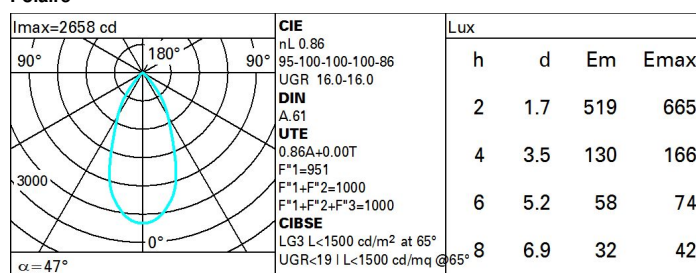 Imax=2658 cd
90° 180° 90°
3000
0°
α=47°
CIE
nL 0.86
95-100-100-100-86
UGR 16.0-16.0
DIN
A.61
UTE
0.86A+0.00T
F"1=951
F"1+F"2=1000
F"1+F"2+F"3=1000
CIBSE
LG3 L<1500 cd/m² at 65°
UGR<19 | L<1500 cd/mq @65°
Lux
h d Em Emax
2 1.7 519 665
4 3.5 130 166
6 5.2 58 74
8 6.9 32 42